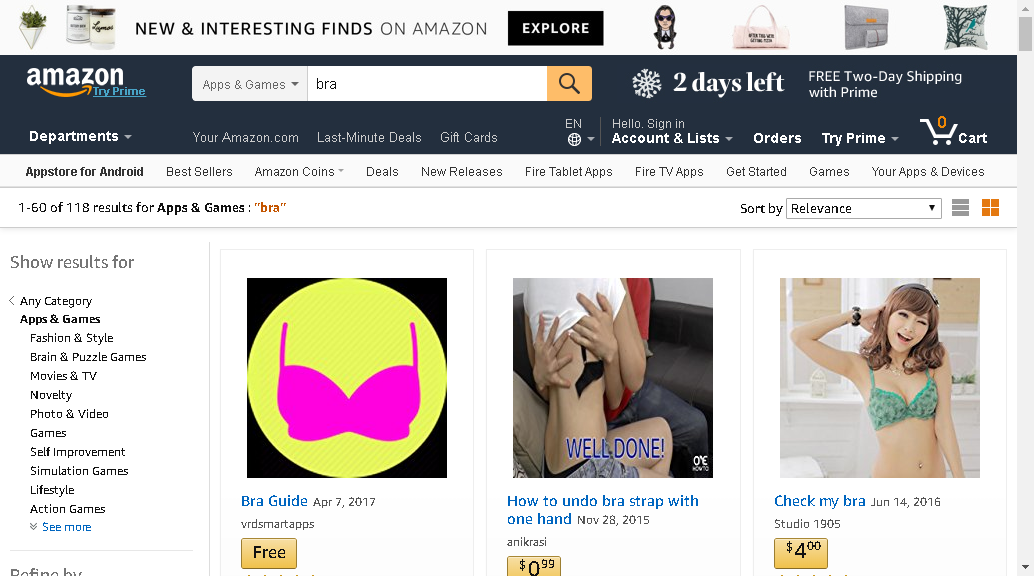 NEW & INTERESTING FINDS ON AMAZON EXPLORE
amazon
Try Prime
Apps & Games bra
2 days left
FREE Two-Day Shipping
with Prime
Departments
Your Amazon.com Last-Minute Deals Gift Cards
EN
Hello. Sign in
Account & Lists
Orders
Try Prime
0
Cart
Appstore for Android Best Sellers Amazon Coins Deals New Releases Fire Tablet Apps Fire TV Apps Get Started Games Your Apps & Devices
1-60 of 118 results for Apps & Games : "bra"
Sort by Relevance
Show results for
Any Category
Apps & Games
Fashion & Style
Brain & Puzzle Games
Movies & TV
Novelty
Photo & Video
Games
Self Improvement
Simulation Games
Lifestyle
Action Games
See more
Refine by
Bra Guide Apr 7, 2017
vrdsmartapps
Free
WELL DONE!
HOWTO
How to undo bra strap with
one hand Nov 28, 2015
anikrasi
$0.99
Check my bra Jun 14, 2016
Studio 1905
$4.00